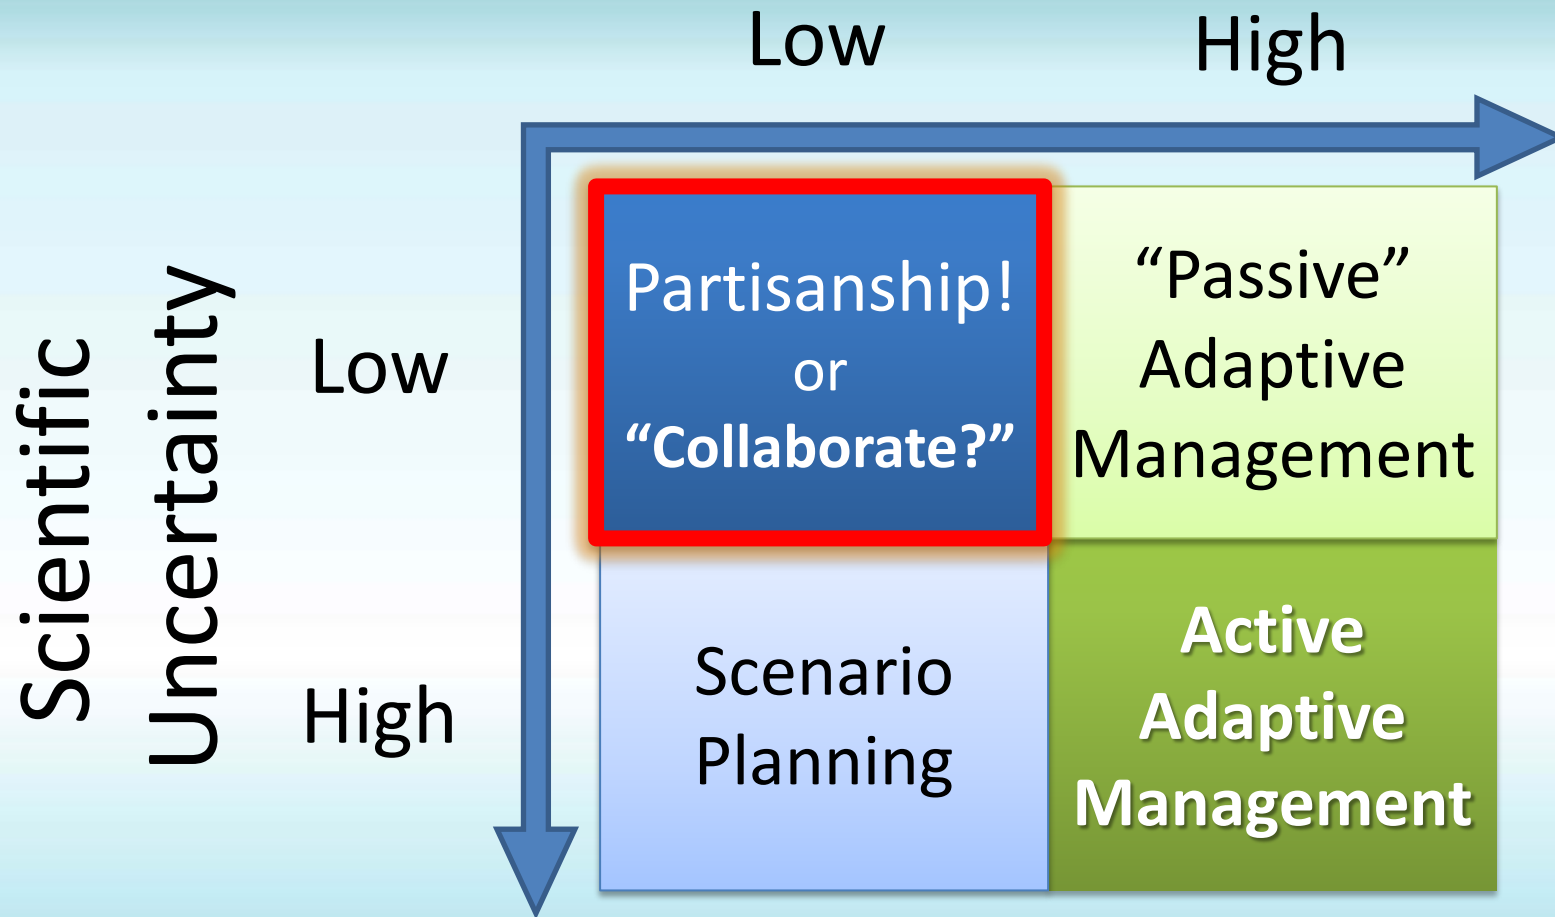 Low High
Scientific
Uncertainty
Low
Partisanship!
or
“Collaborate?”
“Passive”
Adaptive
Management
High
Scenario
Planning
Active
Adaptive
Management